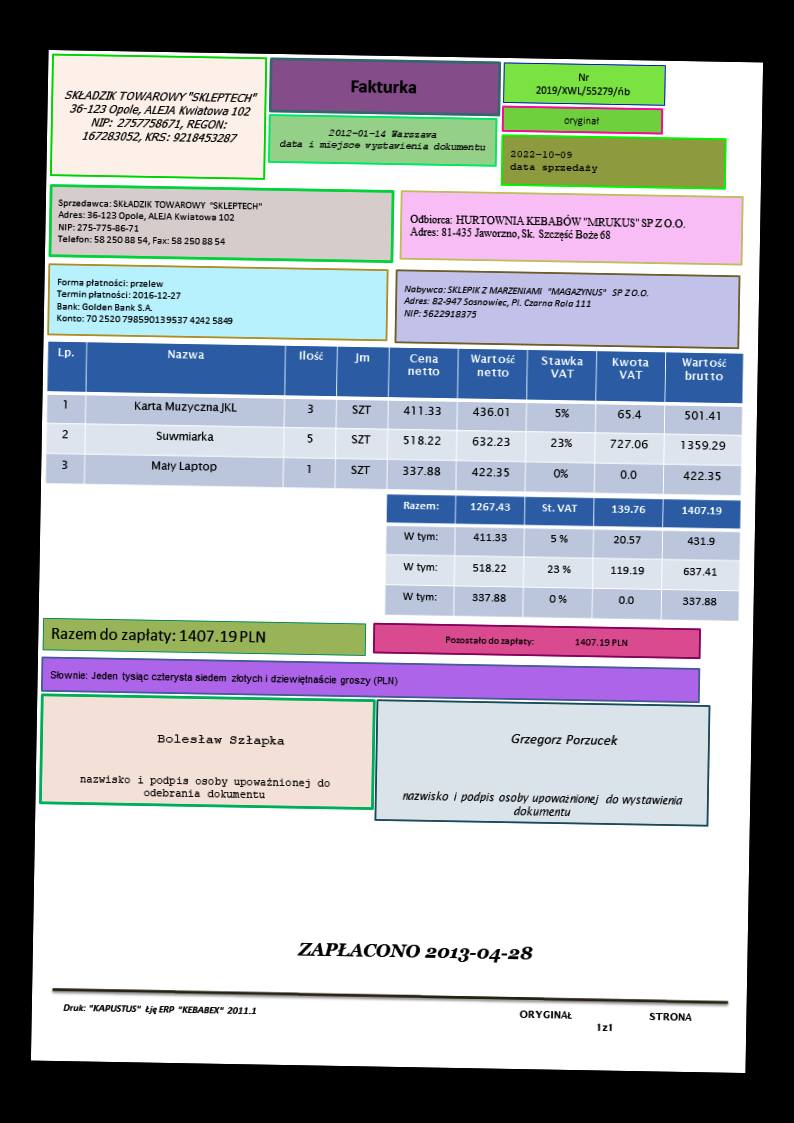 SKŁADZIK TOWAROWY "SKLEPTECH"
36-123 Opole, ALEJA Kwiatowa 102
NIP: 2757758671, REGON:
167283052, KRS: 9218453287
Fakturka
2012-01-14 Warszawa
data i miejsce wystawienia dokumentu
Nr
2019/XWL/55279/ńb
oryginał
2022-10-09
data sprzedaży
Sprzedawca: SKŁADZIK TOWAROWY "SKLEPTECH"
Adres: 36-123 Opole, ALEJA Kwiatowa 102
NIP: 275-775-86-71
Telefon: 58 250 88 54, Fax: 58 250 88 54
Odbiorca: HURTOWNIA KEBABÓW "MRUKUS" SP Z O.O.
Adres: 81-435 Jaworzno, Sk. Szczęść Boże 68
Forma płatności: przelew
Termin płatności: 2016-12-27
Bank: Golden Bank S.A.
Konto: 70 2520 798590139537 4242 5849
Nabywca: SKLEPIK Z MARZENIAMI "MAGAZYNUS" SP Z O.O.
Adres: 82-947 Sosnowiec, Pl. Czarna Rola 111
NIP: 5622918375
Lp. Nazwa Ilość Jm Cena netto Wartość netto Stawka VAT Kwota VAT Wartość brutto
1 Karta Muzyczna JKL 3 SZT 411.33 436.01 5% 65.4 501.41
2 Suwmiarka 5 SZT 518.22 632.23 23% 727.06 1359.29
3 Mały Laptop 1 SZT 337.88 422.35 0% 0.0 422.35
Razem: 1267.43 St. VAT 139.76 1407.19
W tym: 411.33 5 % 20.57 431.9
W tym: 518.22 23 % 119.19 637.41
W tym: 337.88 0 % 0.0 337.88
Razem do zapłaty: 1407.19 PLN
Pozostało do zapłaty: 1407.19 PLN
Słownie: Jeden tysiąc czterysta siedem złotych i dziewiętnaście groszy (PLN)
Bolesław Szłapka
nazwisko i podpis osoby upoważnionej do
odebrania dokumentu
Grzegorz Porzucek
nazwisko i podpis osoby upoważnionej do wystawienia
dokumentu
ZAPŁACONO 2013-04-28
Druk: "KAPUSTUS" Łję ERP "KEBABEX" 2011.1
ORYGINAŁ STRONA
1 z 1